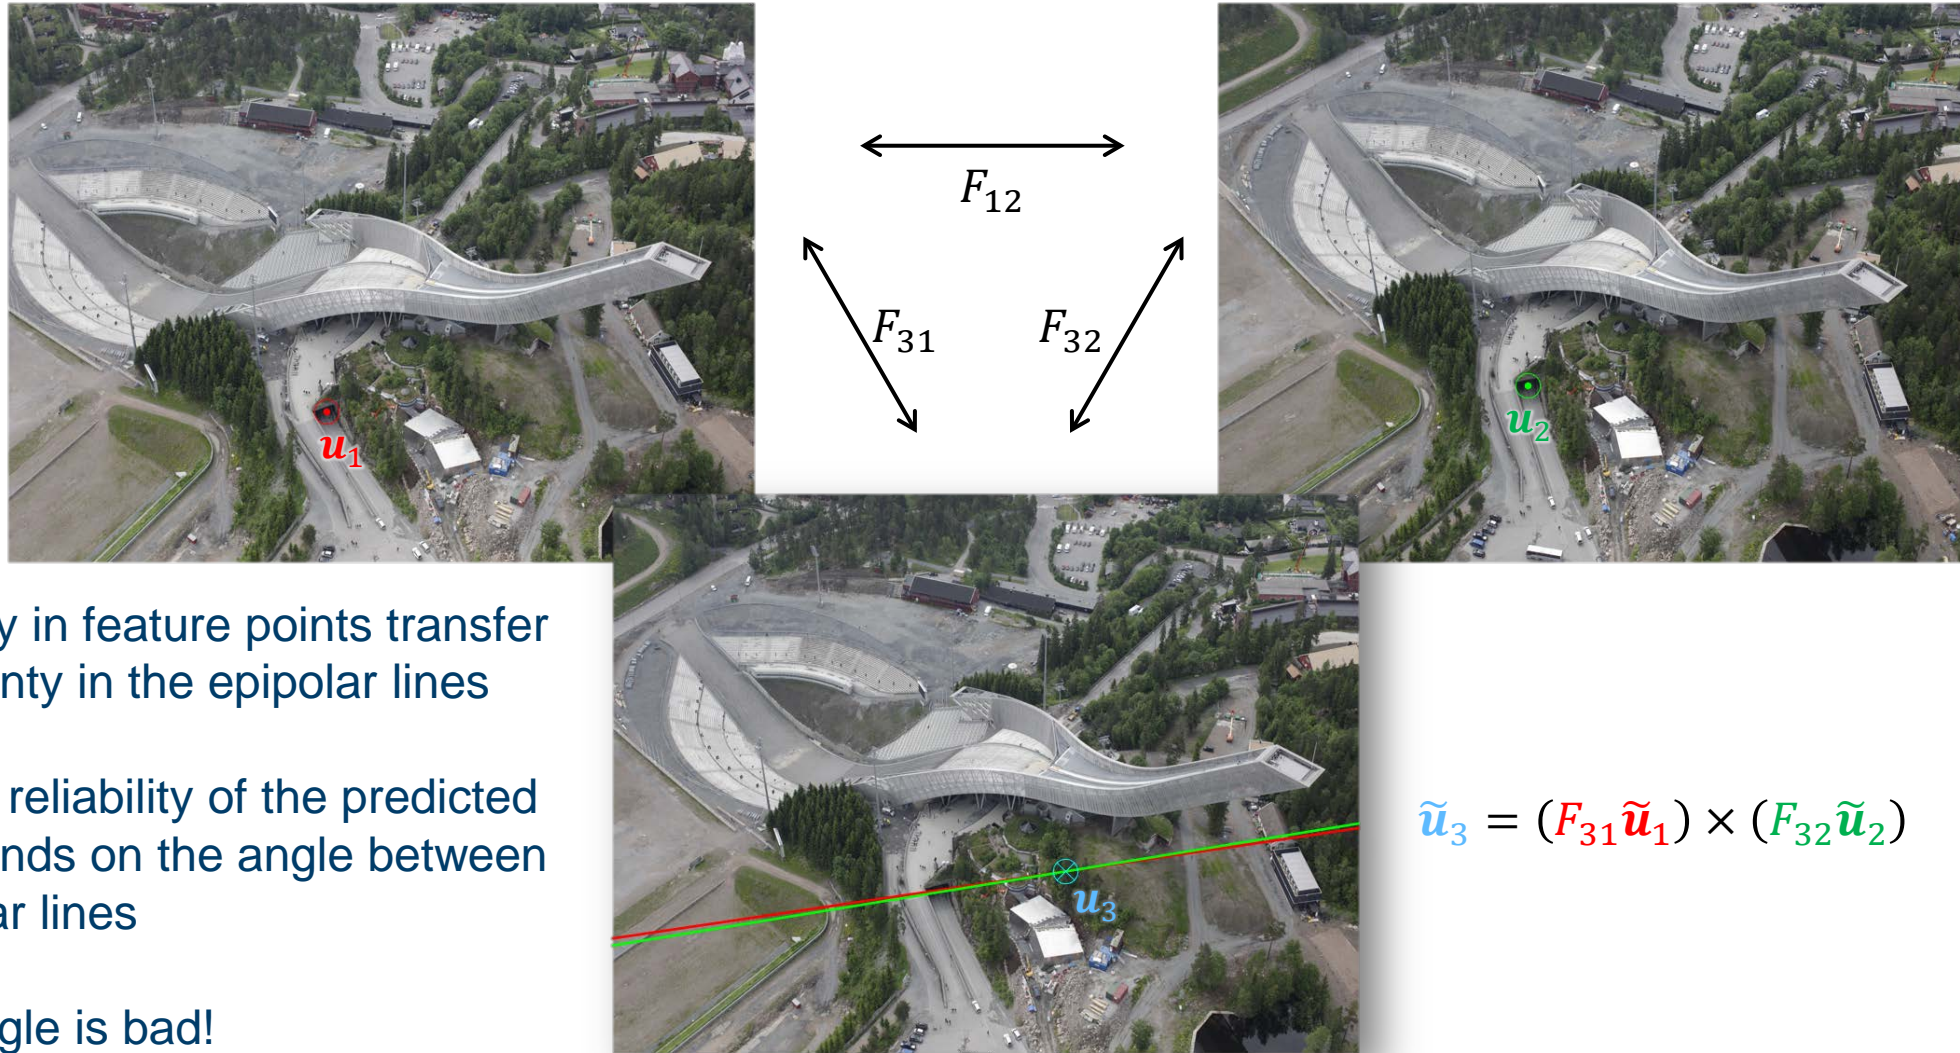 F₁₂
F₃₁
F₃₂
u₁
u₂
y in feature points transfer
nty in the epipolar lines
reliability of the predicted
nds on the angle between
ar lines
gle is bad!
u₃
ũ₃ = (F₃₁ũ₁) × (F₃₂ũ₂)